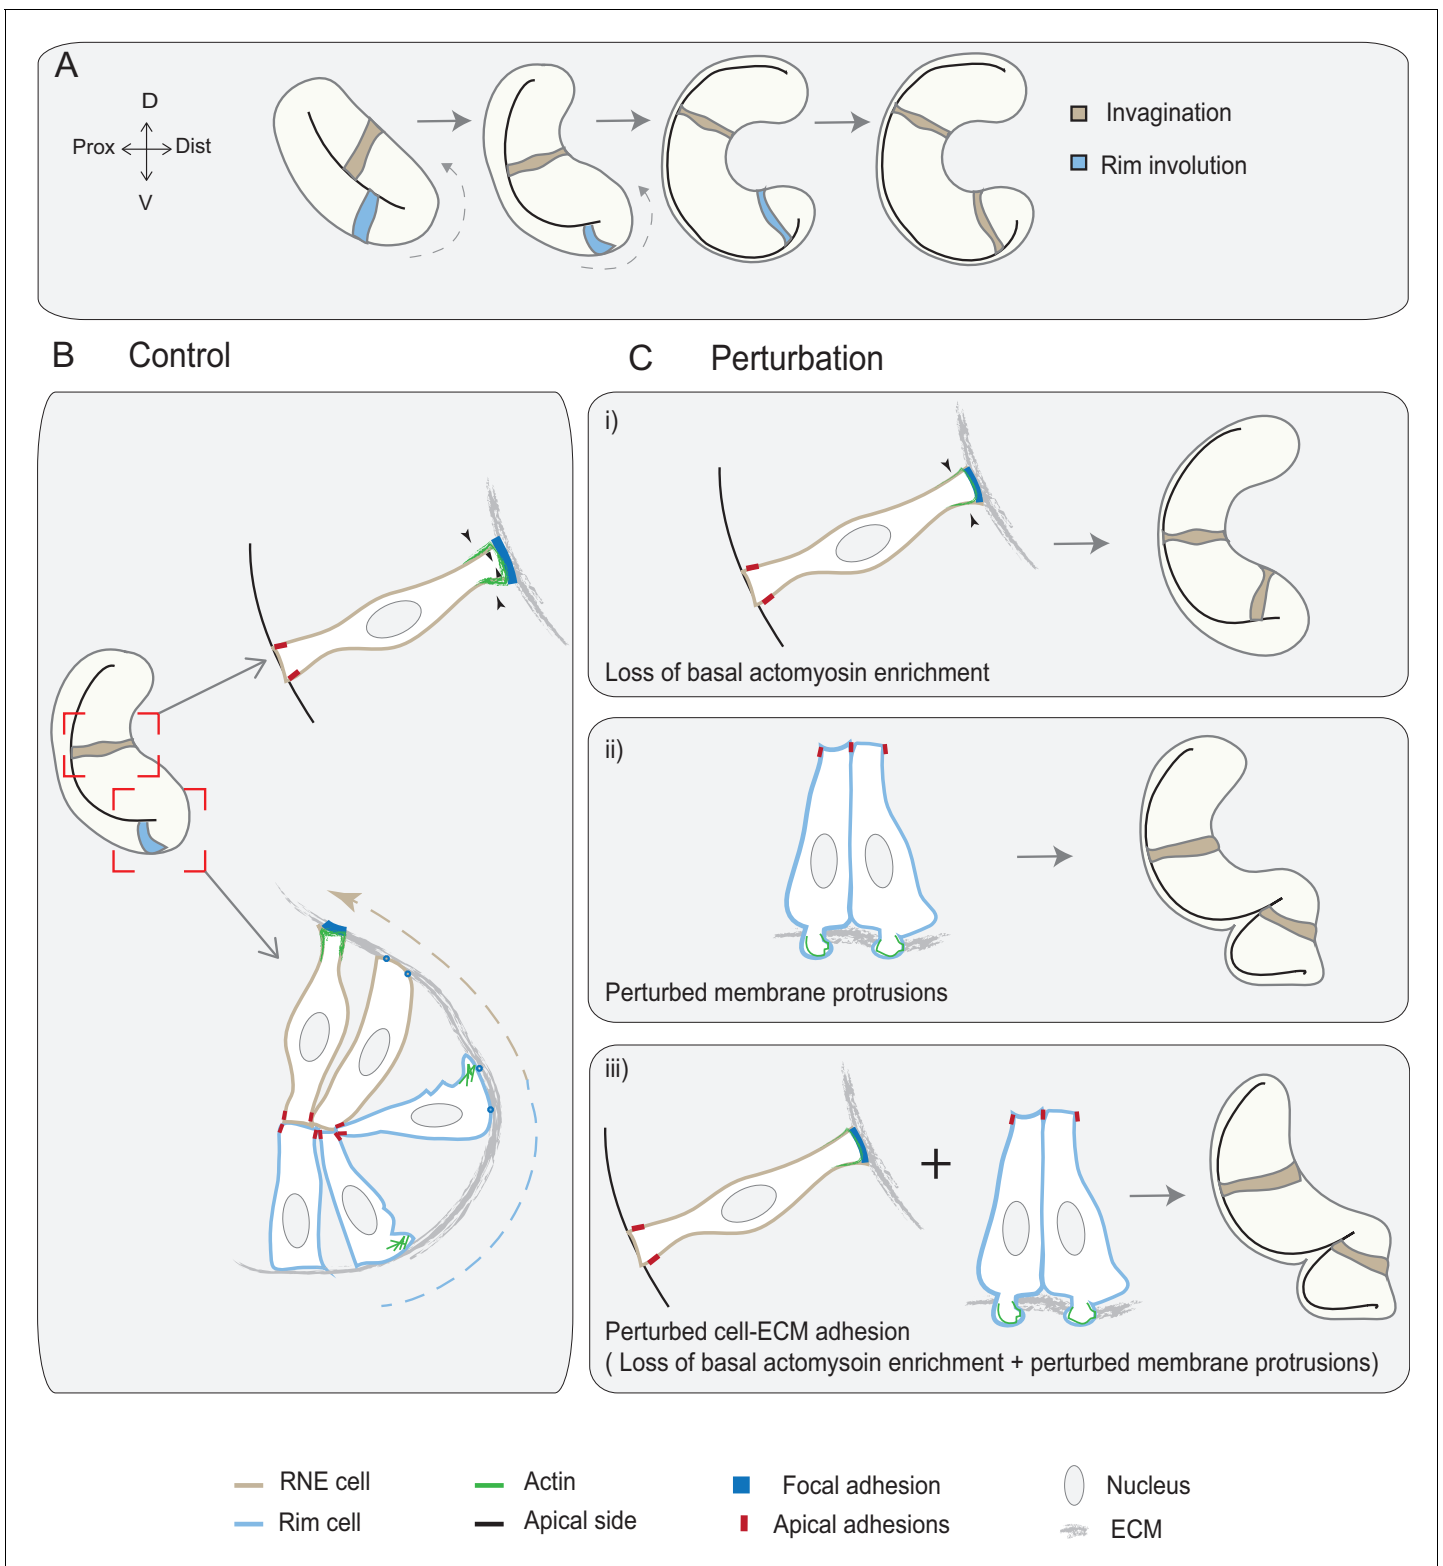 A
D
Prox
Dist
V
Invagination
Rim involution
B Control
C Perturbation
i)
Loss of basal actomyosin enrichment
ii)
Perturbed membrane protrusions
iii)
+
Perturbed cell-ECM adhesion
( Loss of basal actomysoin enrichment + perturbed membrane protrusions)
RNE cell
Actin
Focal adhesion
Nucleus
Rim cell
Apical side
Apical adhesions
ECM